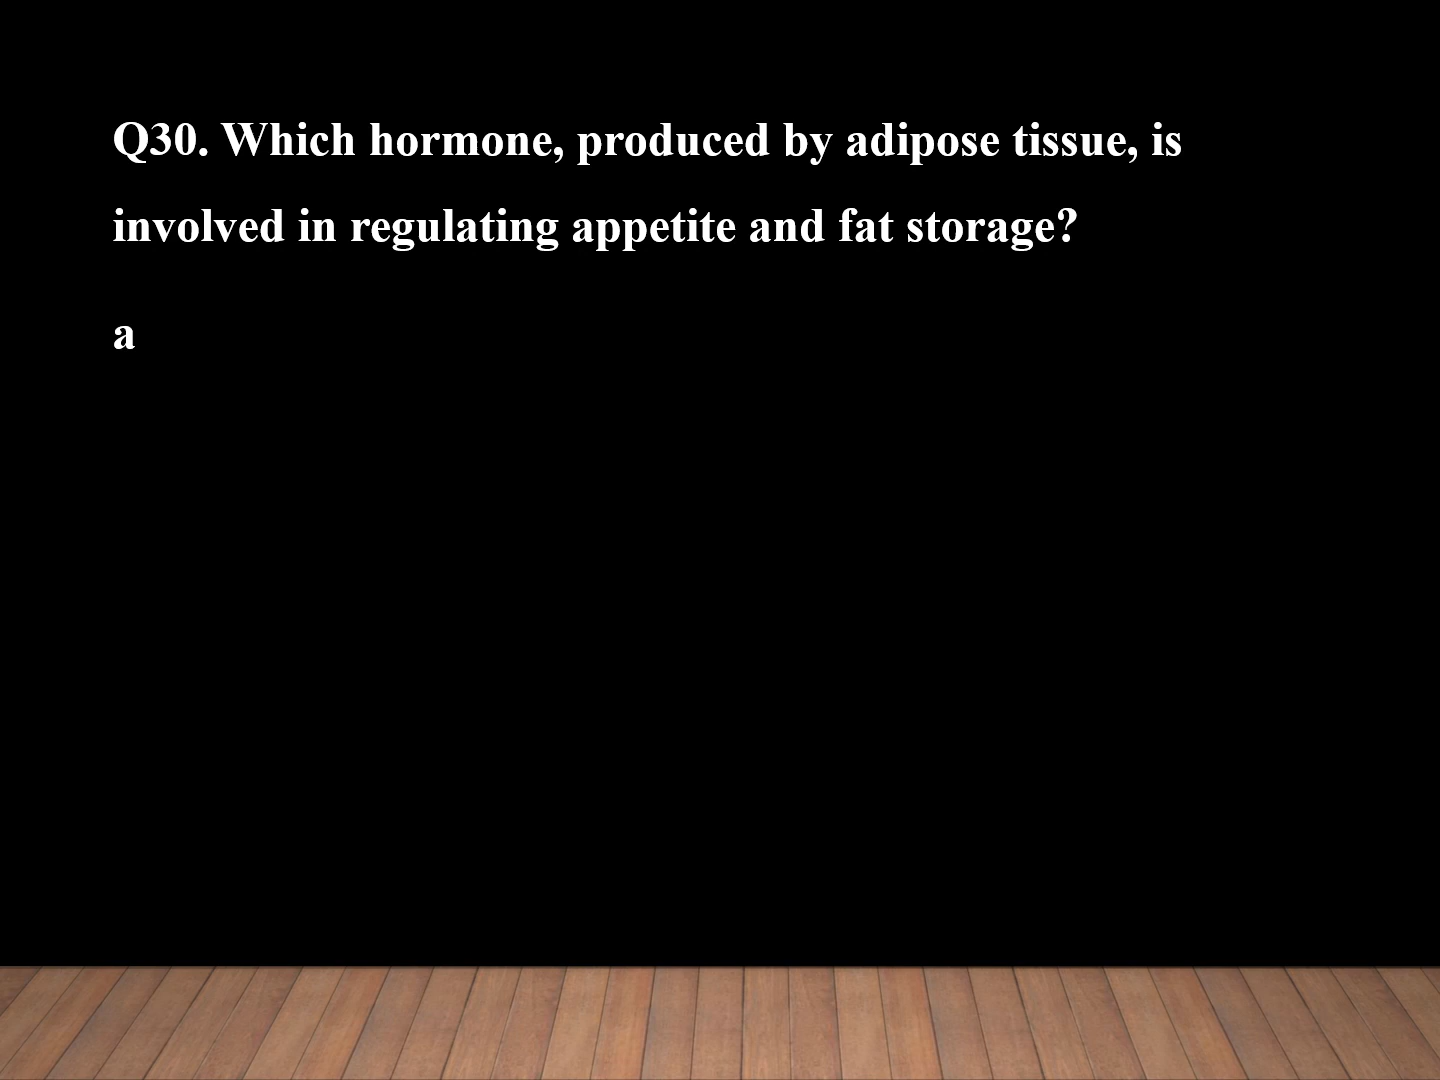 Q30. Which hormone, produced by adipose tissue, is
involved in regulating appetite and fat storage?
a